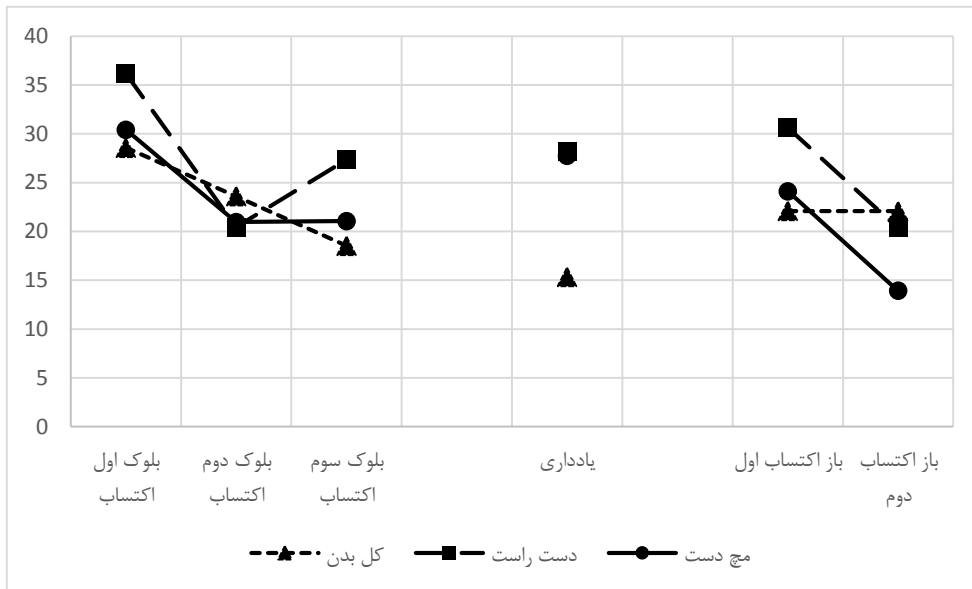 40
35
30
25
20
15
10
5
0
بلوک اول
اکتساب
بلوک دوم
اکتساب
بلوک سوم
اکتساب
یادداری
باز اکتساب اول
باز اکتساب
دوم
کل بدن
دست راست
مچ دست